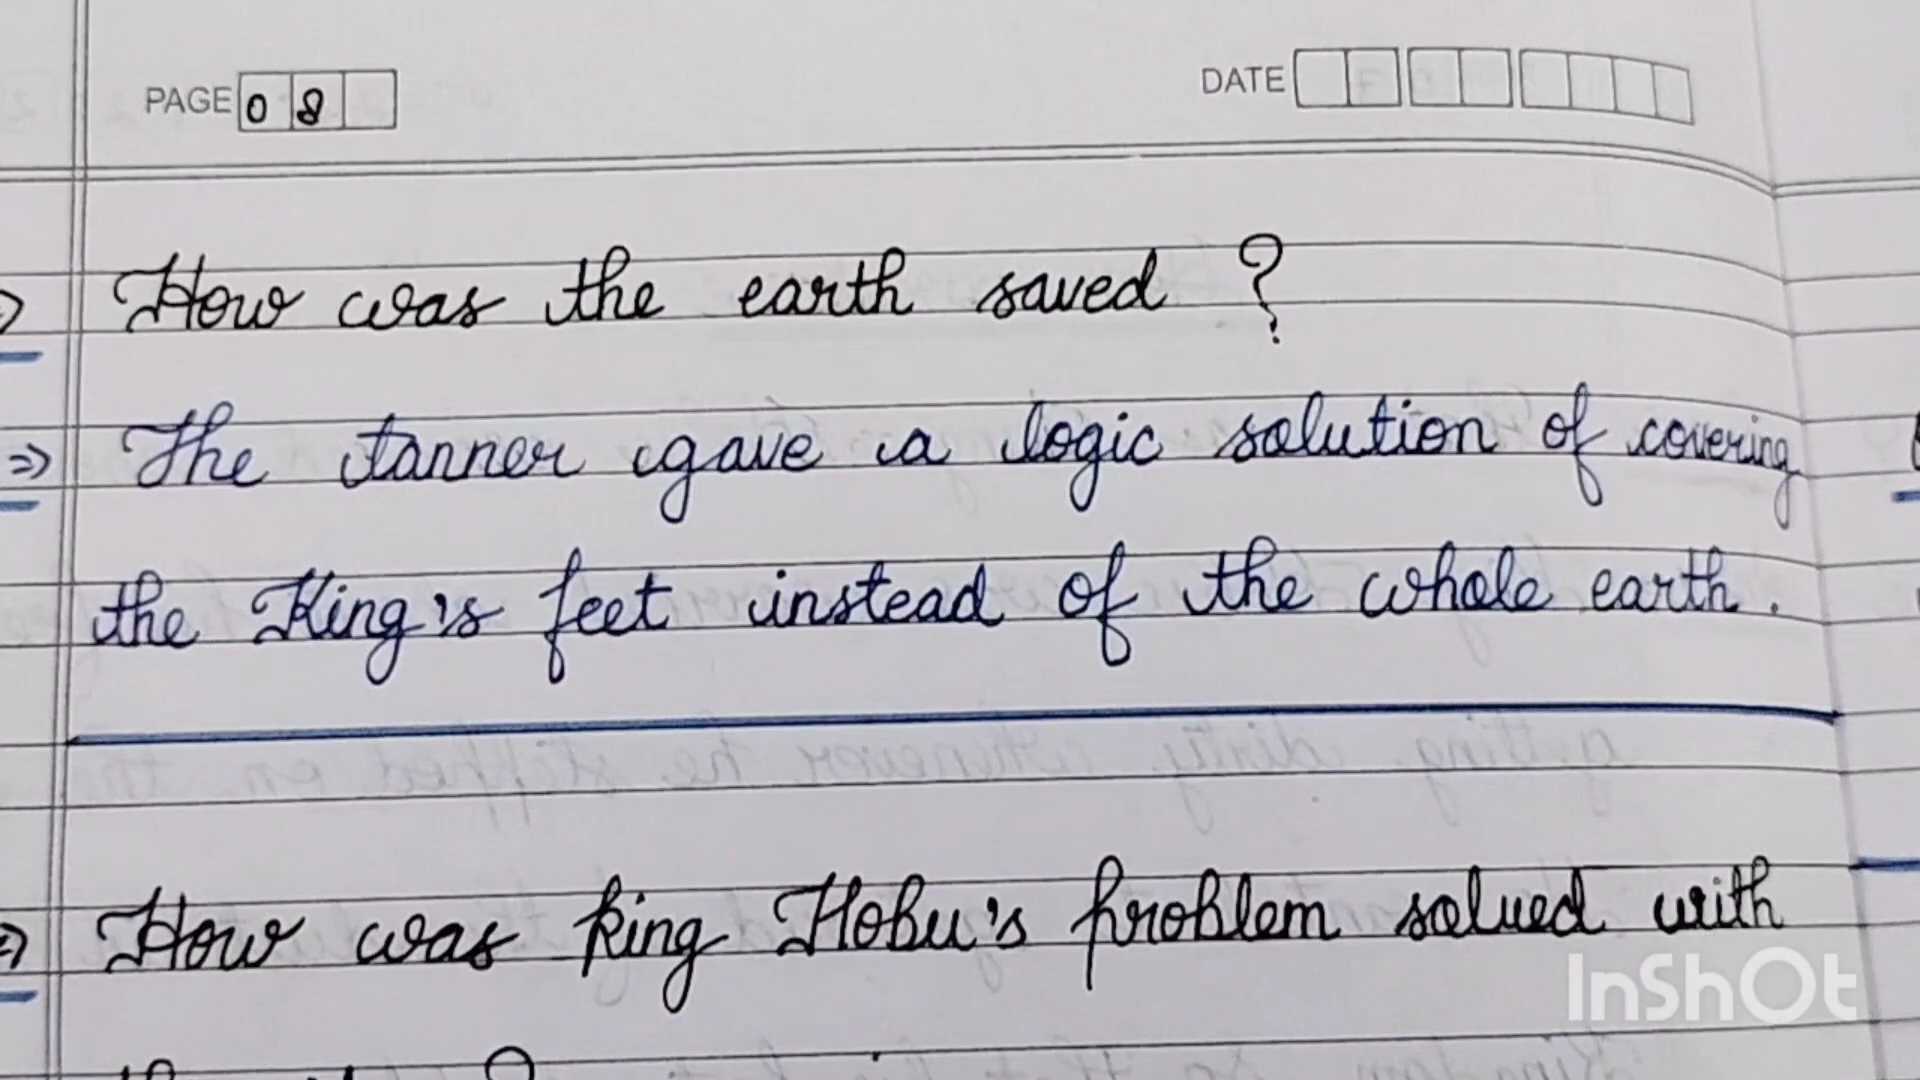 PAGE 08 DATE
How was the earth saved ?
⇒ The tanner gave a logic solution of covering
the King's feet instead of the whole earth.
How was king Hobu's problem solved with
InShOt